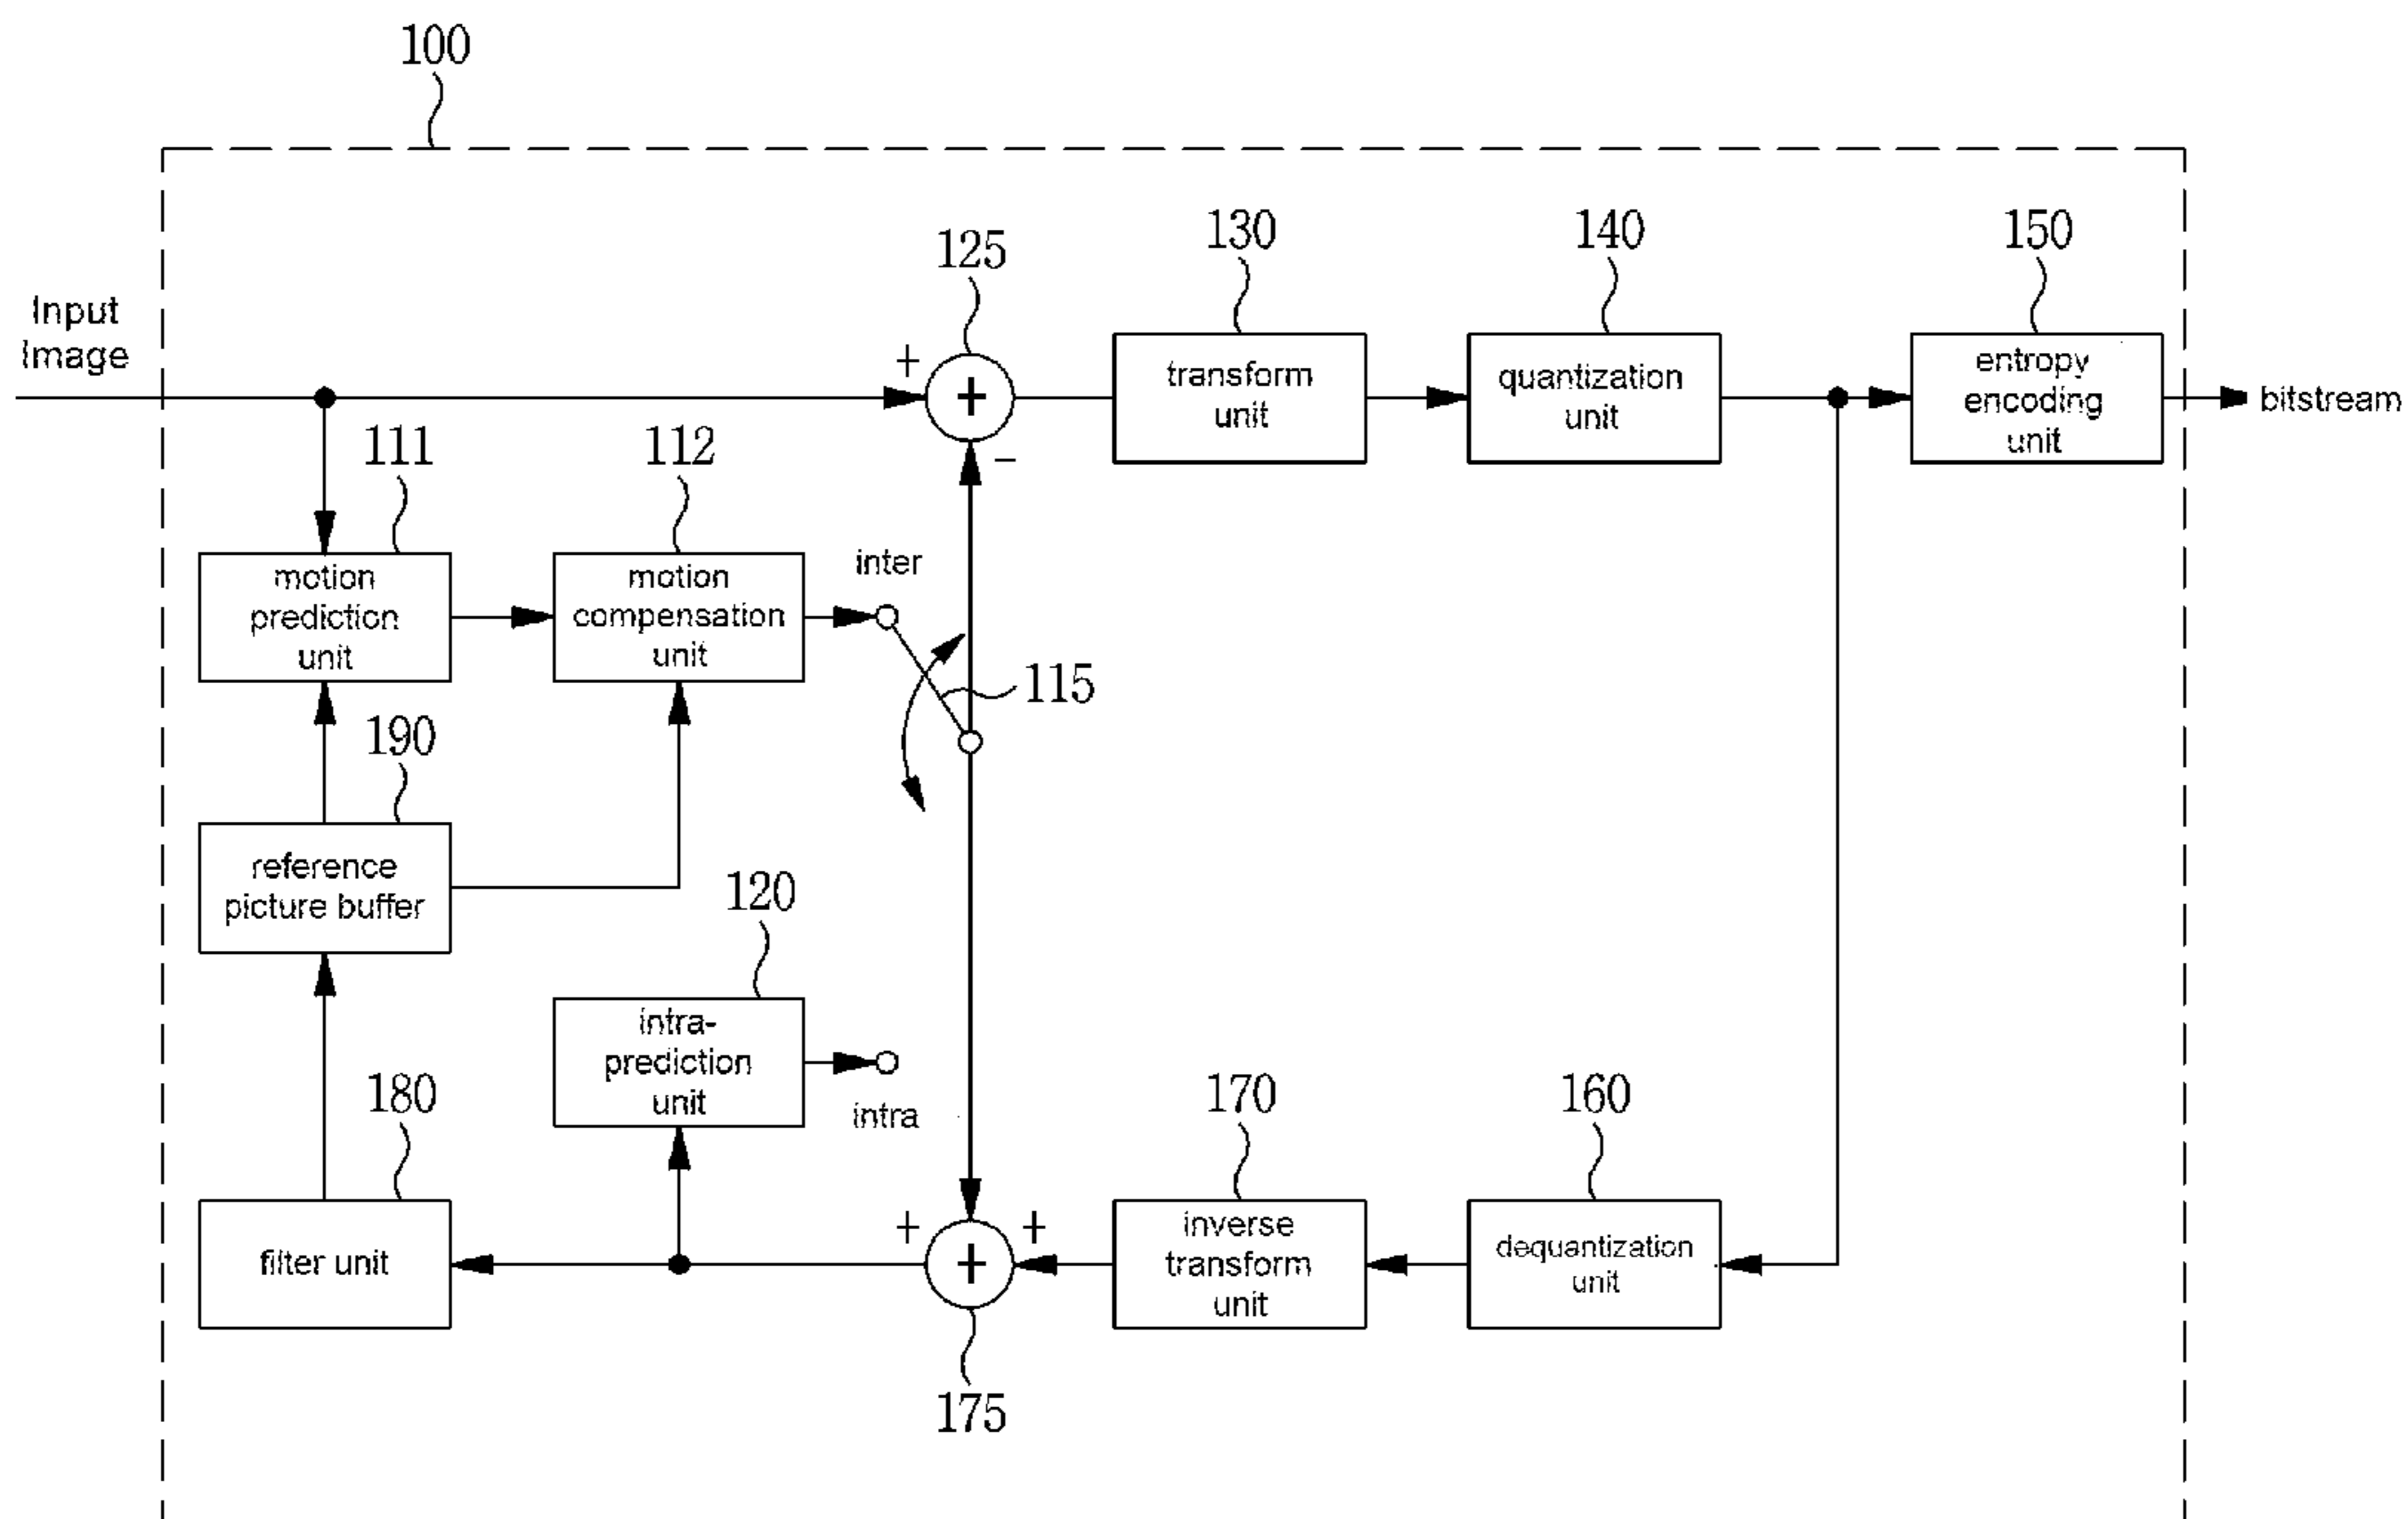 100
125
130
140
150
Input
Image
+
+
-
transform
unit
quantization
unit
entropy
encoding
unit
bitstream
111
112
motion
prediction
unit
motion
compensation
unit
inter
115
190
reference
picture buffer
120
intra-
prediction
unit
intra
180
170
160
filter unit
+
+
+
inverse
transform
unit
dequantization
unit
175